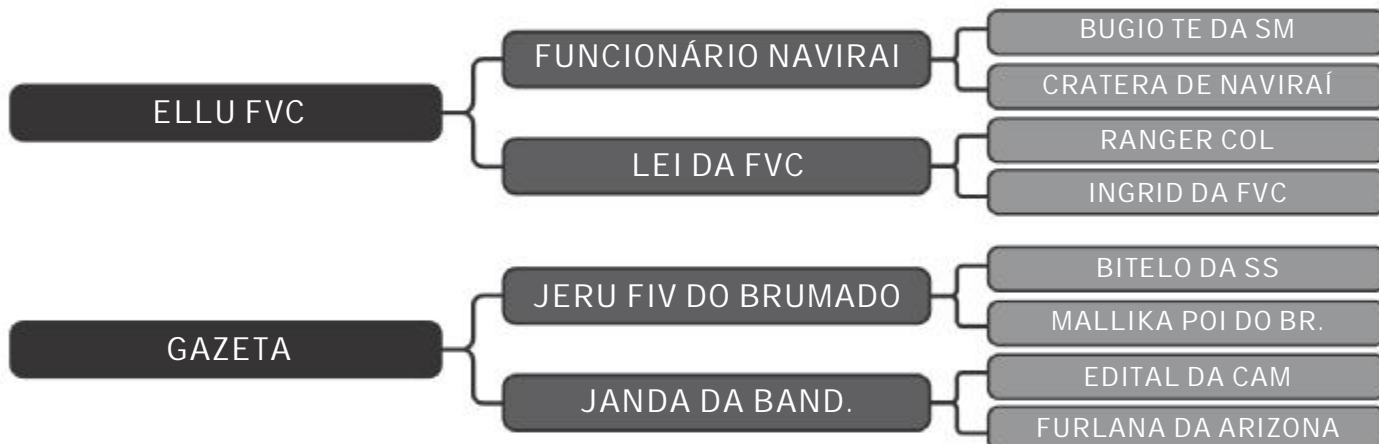 BUGIO TE DA SM
FUNCIONÁRIO NAVIRAI
CRATERA DE NAVIRAÍ
ELLU FVC
RANGER COL
LEI DA FVC
INGRID DA FVC
BITELO DA SS
JERU FIV DO BRUMADO
MALLIKA POI DO BR.
GAZETA
EDITAL DA CAM
JANDA DA BAND.
FURLANA DA ARIZONA